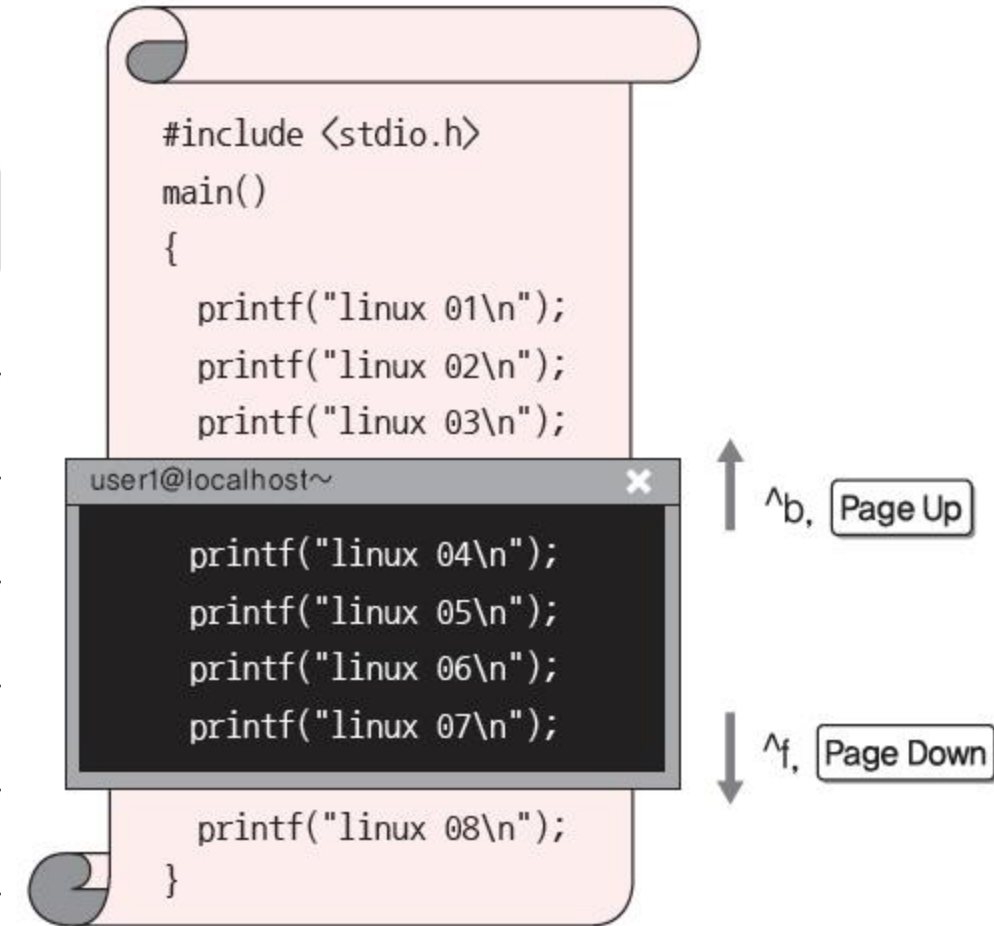 #include <stdio.h>
main()
{
printf("linux 01\n");
printf("linux 02\n");
printf("linux 03\n");
user1@localhost~
printf("linux 04\n");
printf("linux 05\n");
printf("linux 06\n");
printf("linux 07\n");
^b, Page Up
^f, Page Down
printf("linux 08\n");
}